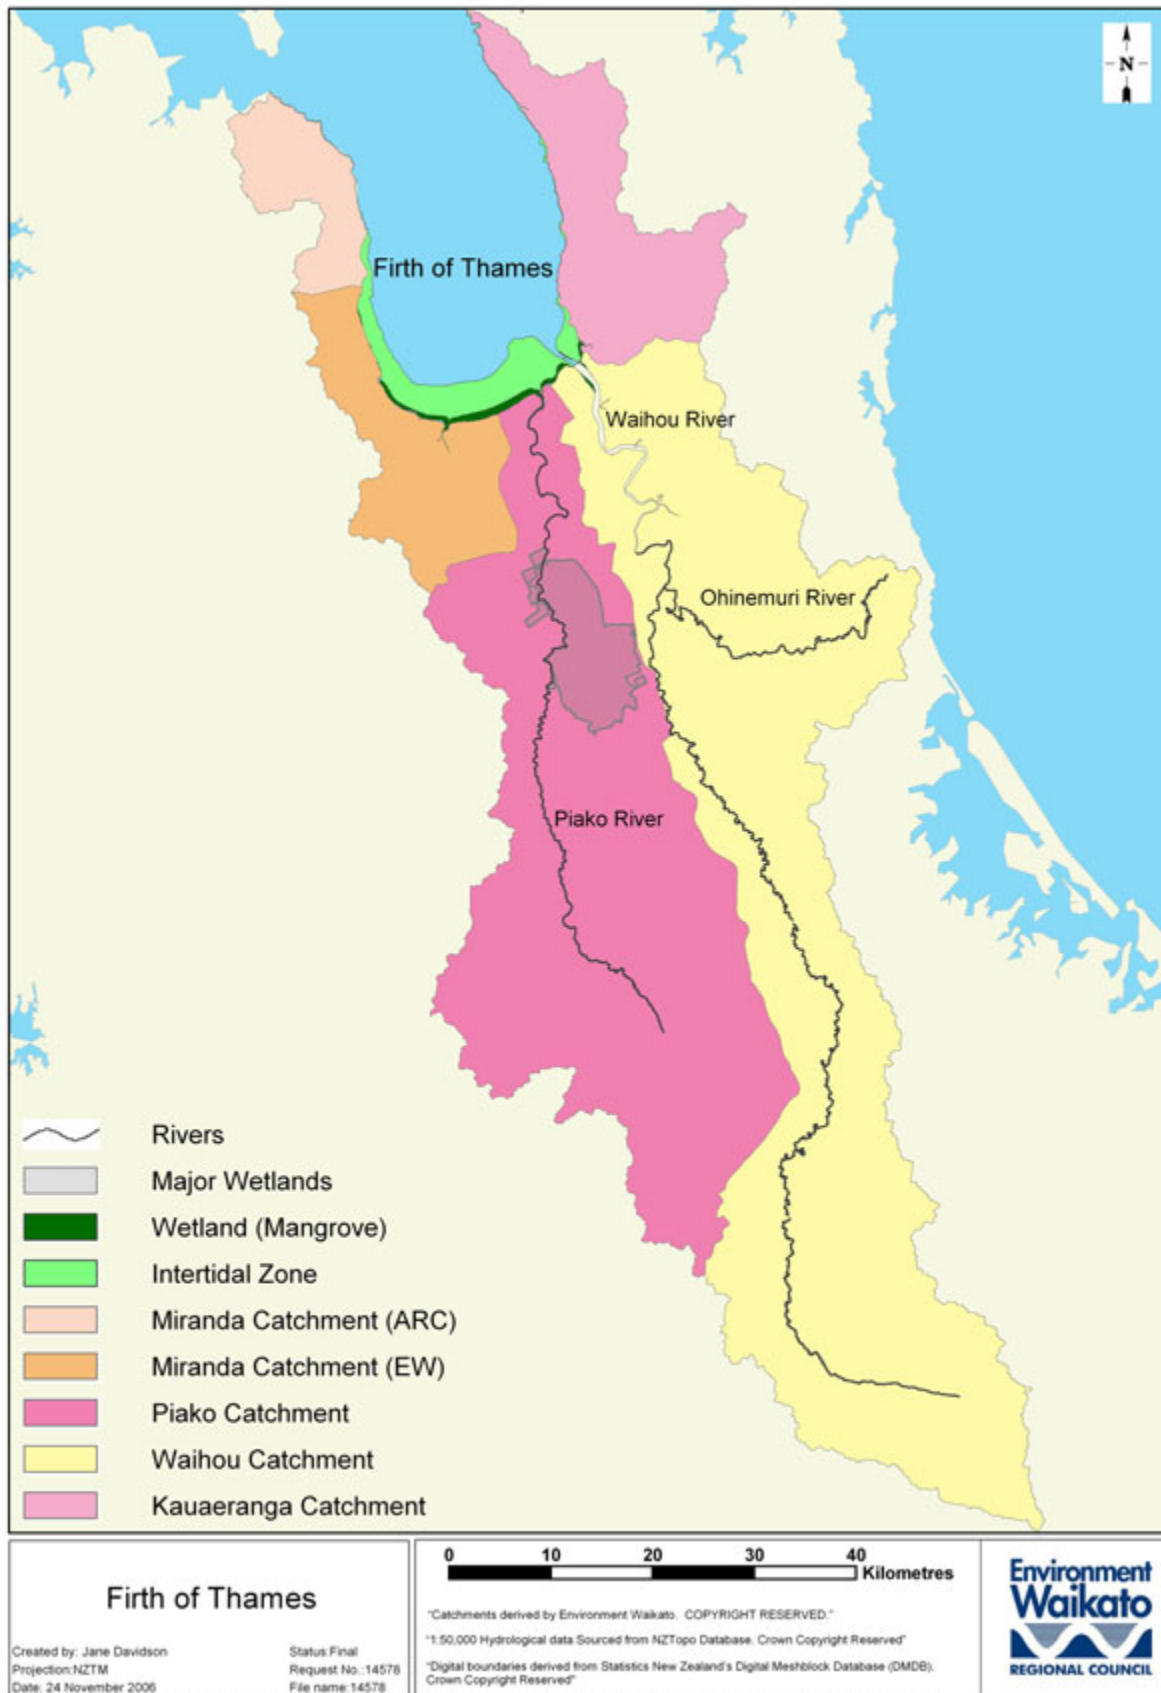 N
Firth of Thames
Waihou River
Ohinemuri River
Piako River
Rivers
Major Wetlands
Wetland (Mangrove)
Intertidal Zone
Miranda Catchment (ARC)
Miranda Catchment (EW)
Piako Catchment
Waihou Catchment
Kauaeranga Catchment
Firth of Thames
Created by: Jane Davidson
Status:Final
Projection:NZTM
Request No.:14578
Date: 24 November 2006
File name:14578
0 10 20 30 40
Kilometres
"Catchments derived by Environment Waikato. COPYRIGHT RESERVED."
"1:50,000 Hydrological data Sourced from NZTopo Database. Crown Copyright Reserved"
"Digital boundaries derived from Statistics New Zealand's Digital Meshblock Database (DMDB).
Crown Copyright Reserved"
Environment
Waikato
REGIONAL COUNCIL